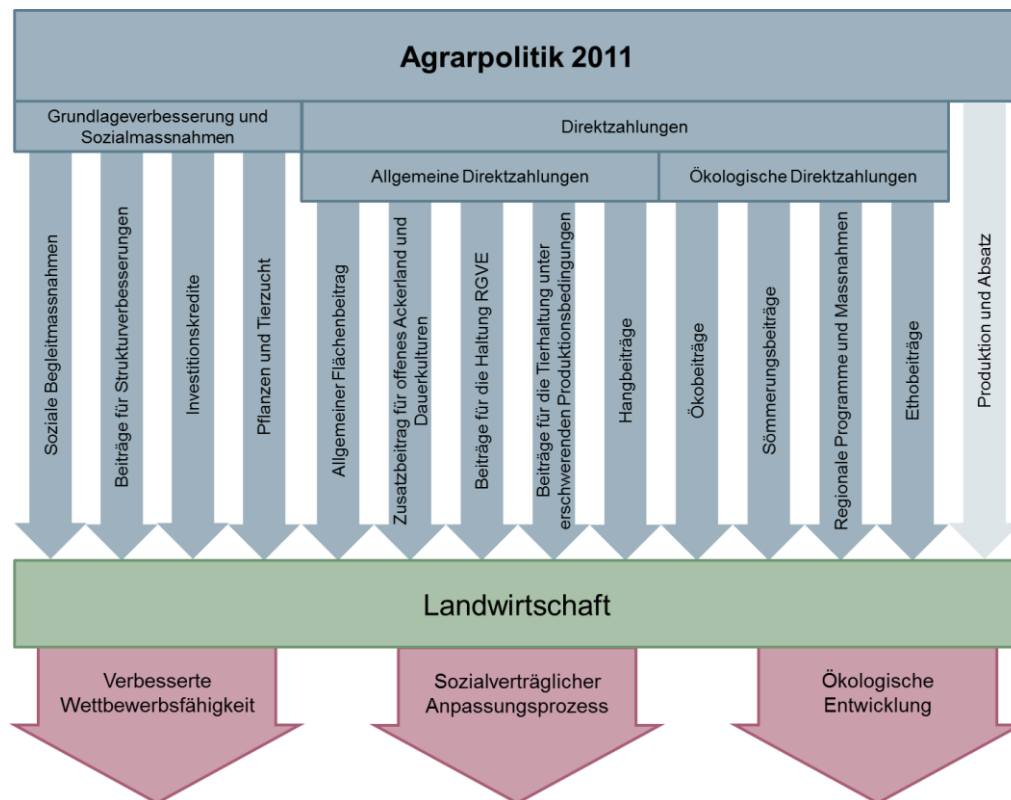 Agrarpolitik 2011
Grundlageverbesserung und
Sozialmassnahmen
Direktzahlungen
Allgemeine Direktzahlungen
Ökologische Direktzahlungen
Soziale Begleitmassnahmen
Beiträge für Strukturverbesserungen
Investitionskredite
Pflanzen und Tierzucht
Allgemeiner Flächenbeitrag
Zusatzbeitrag für offenes Ackerland und
Dauerkulturen
Beiträge für die Haltung RGVE
Beiträge für die Tierhaltung unter
erschwerenden Produktionsbedingungen
Hangbeiträge
Ökobeiträge
Sömmerungsbeiträge
Regionale Programme und Massnahmen
Ethobeiträge
Produktion und Absatz
Landwirtschaft
Verbesserte
Wettbewerbsfähigkeit
Sozialverträglicher
Anpassungsprozess
Ökologische
Entwicklung